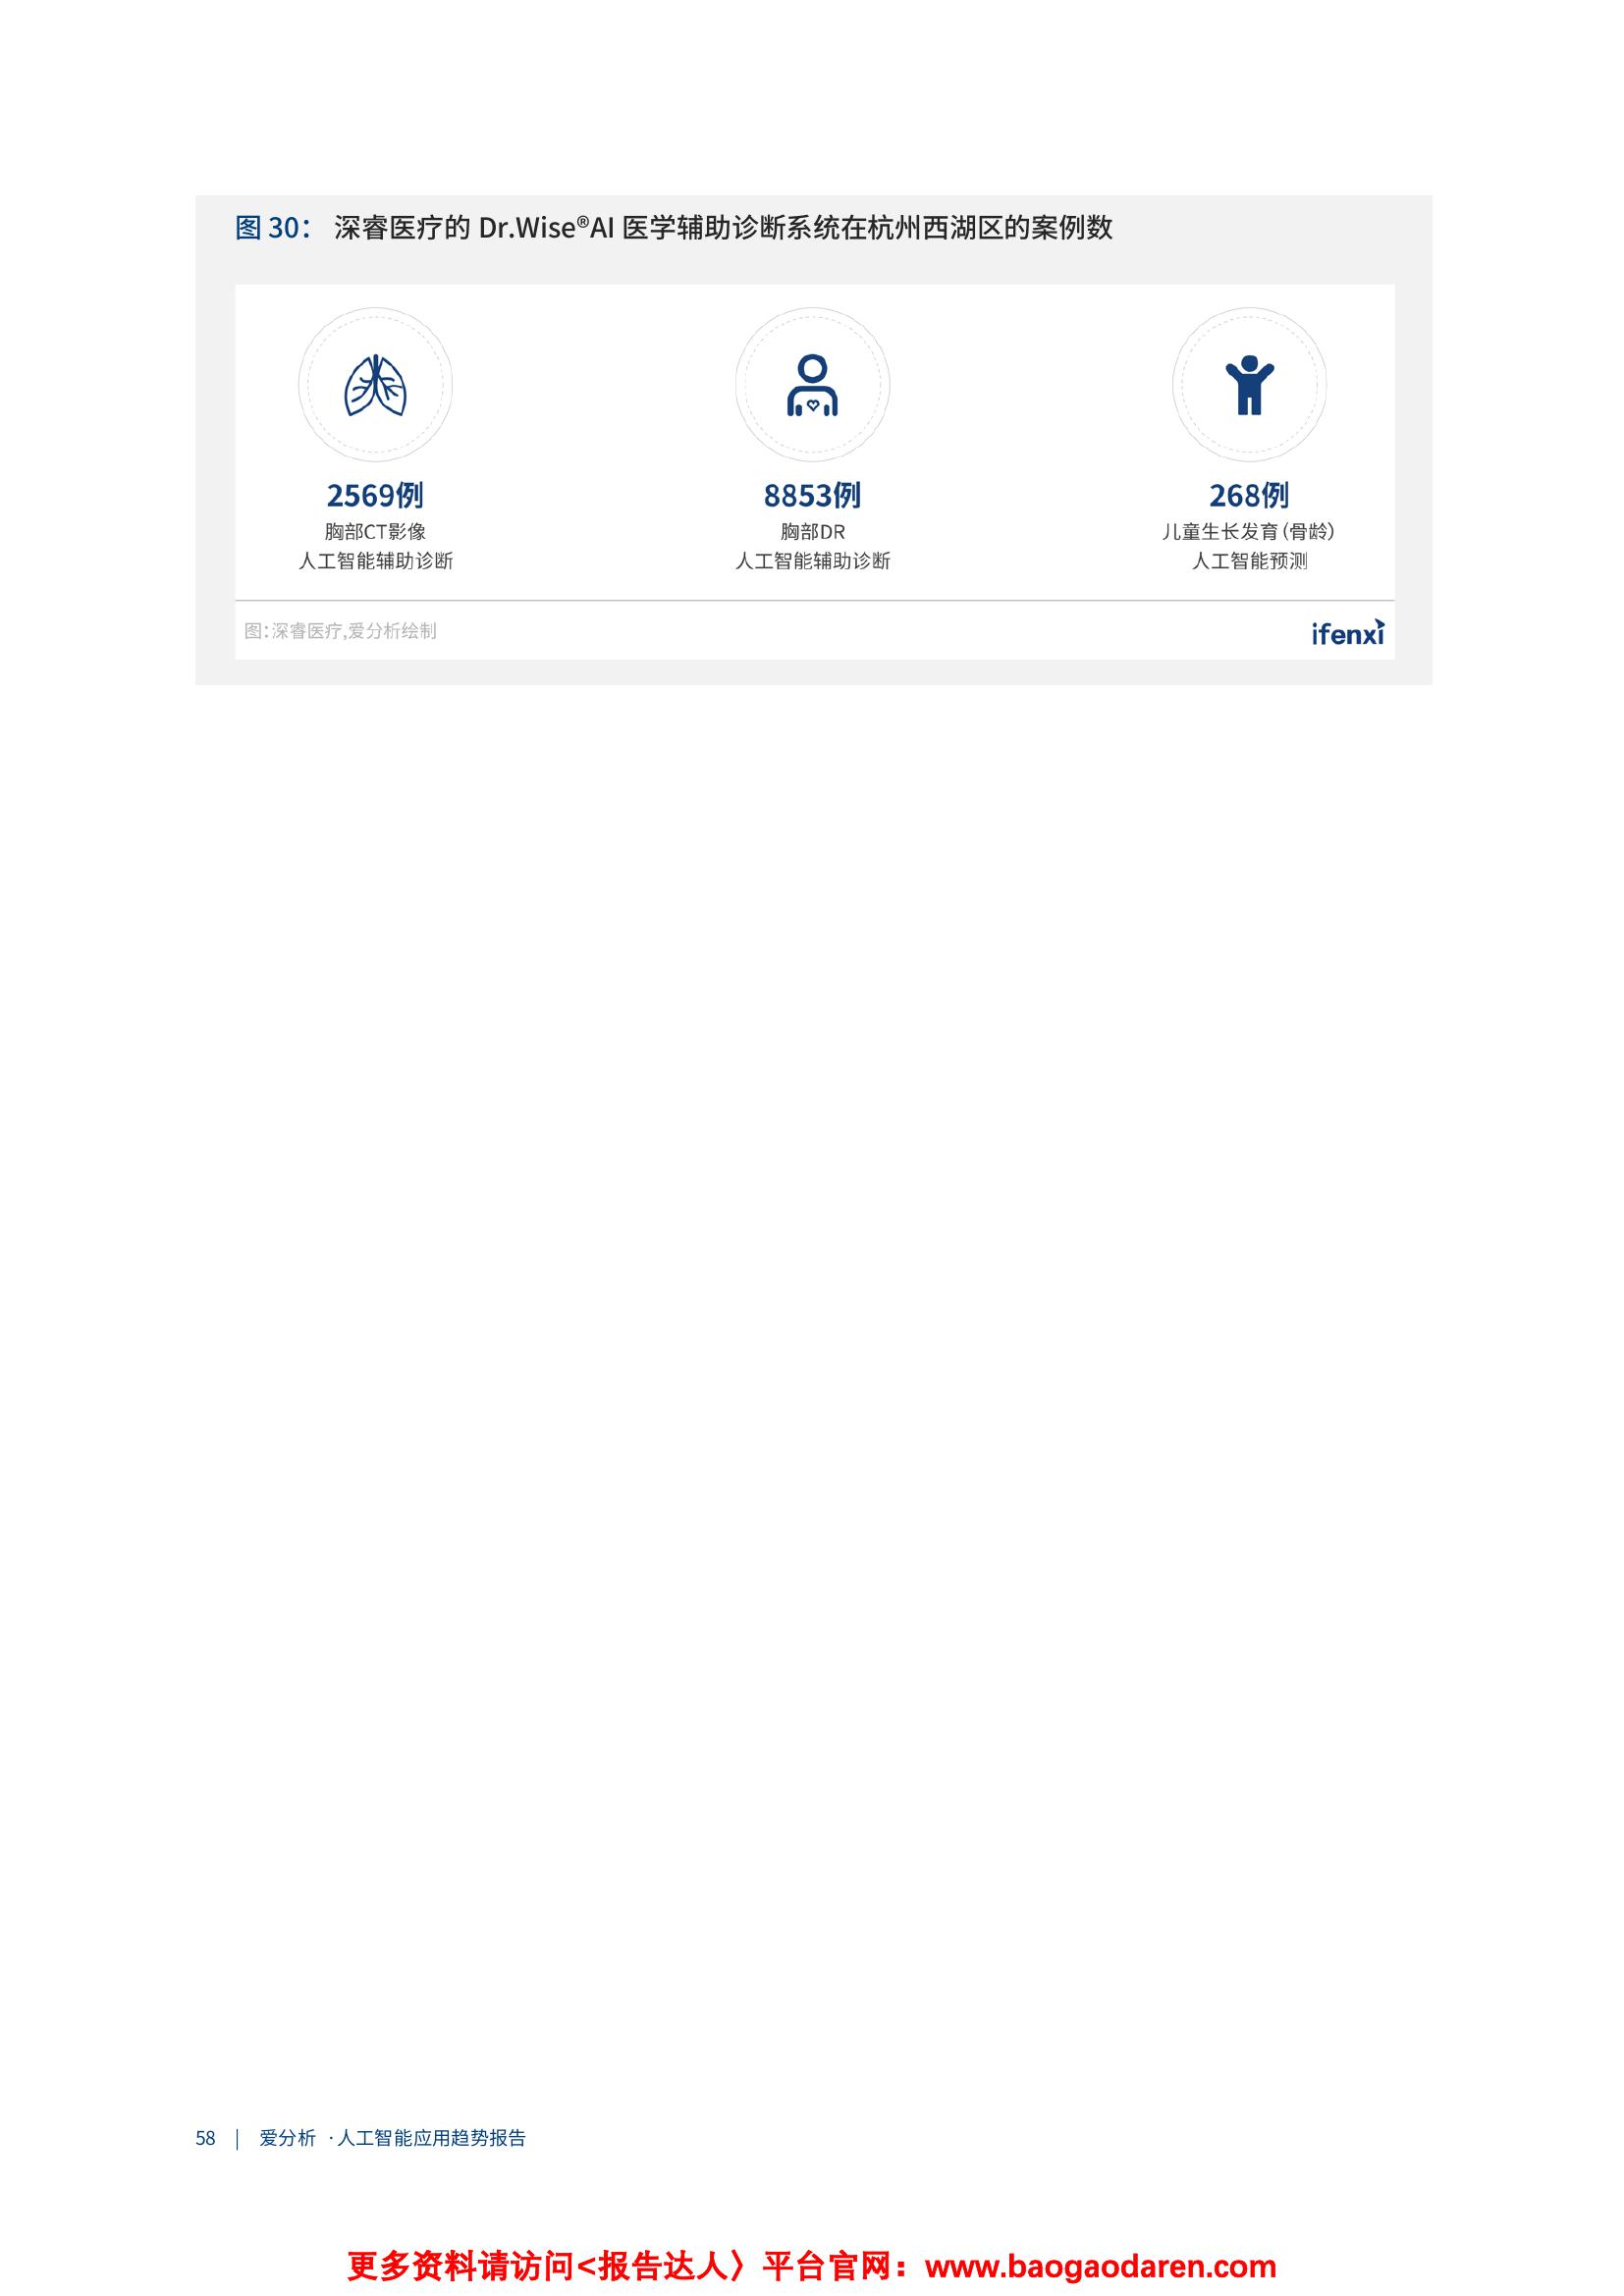 图 30： 深睿医疗的 Dr.Wise®AI 医学辅助诊断系统在杭州西湖区的案例数
2569例
胸部CT影像
人工智能辅助诊断
8853例
胸部DR
人工智能辅助诊断
268例
儿童生长发育(骨龄)
人工智能预测
图：深睿医疗,爱分析绘制
ifenxi
58 | 爱分析 ·人工智能应用趋势报告
更多资料请访问<报告达人〉平台官网：www.baogaodaren.com